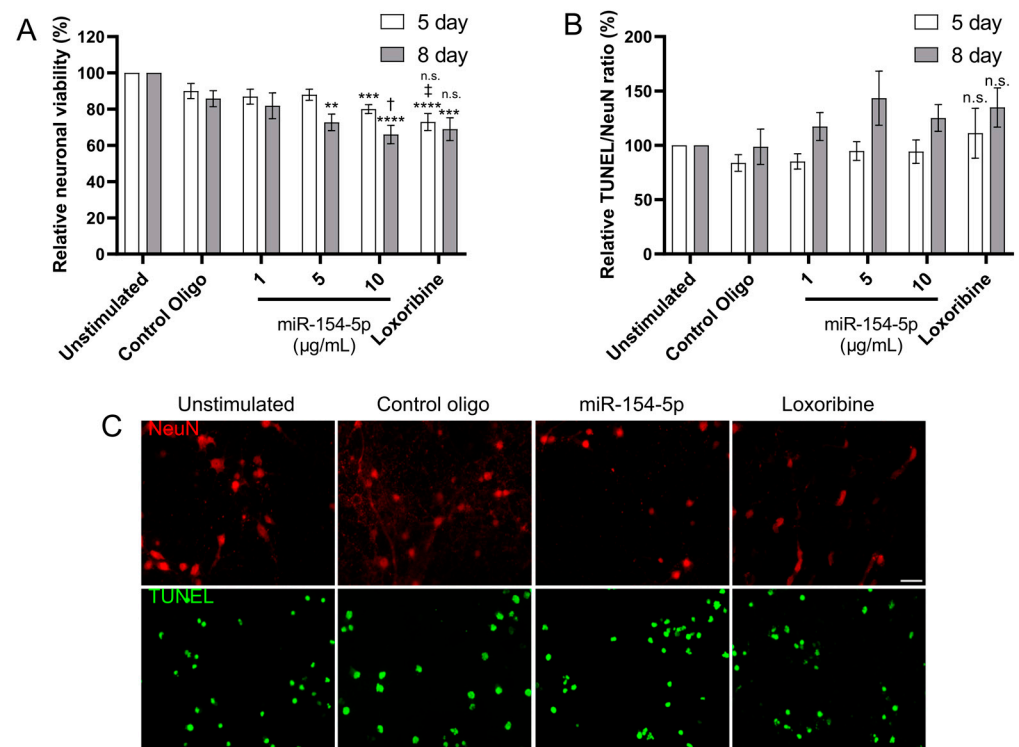 A
Relative neuronal viability (%)
120
100
80
60
40
20
0
5 day
8 day
** *** † **** n.s. ‡ **** n.s. ***
Unstimulated
Control Oligo
1
5
10
Loxoribine
miR-154-5p
(µg/mL)
B
Relative TUNEL/NeuN ratio (%)
200
150
100
50
0
5 day
8 day
n.s. n.s.
Unstimulated
Control Oligo
1
5
10
Loxoribine
miR-154-5p
(µg/mL)
C
Unstimulated Control oligo miR-154-5p Loxoribine
NeuN
TUNEL